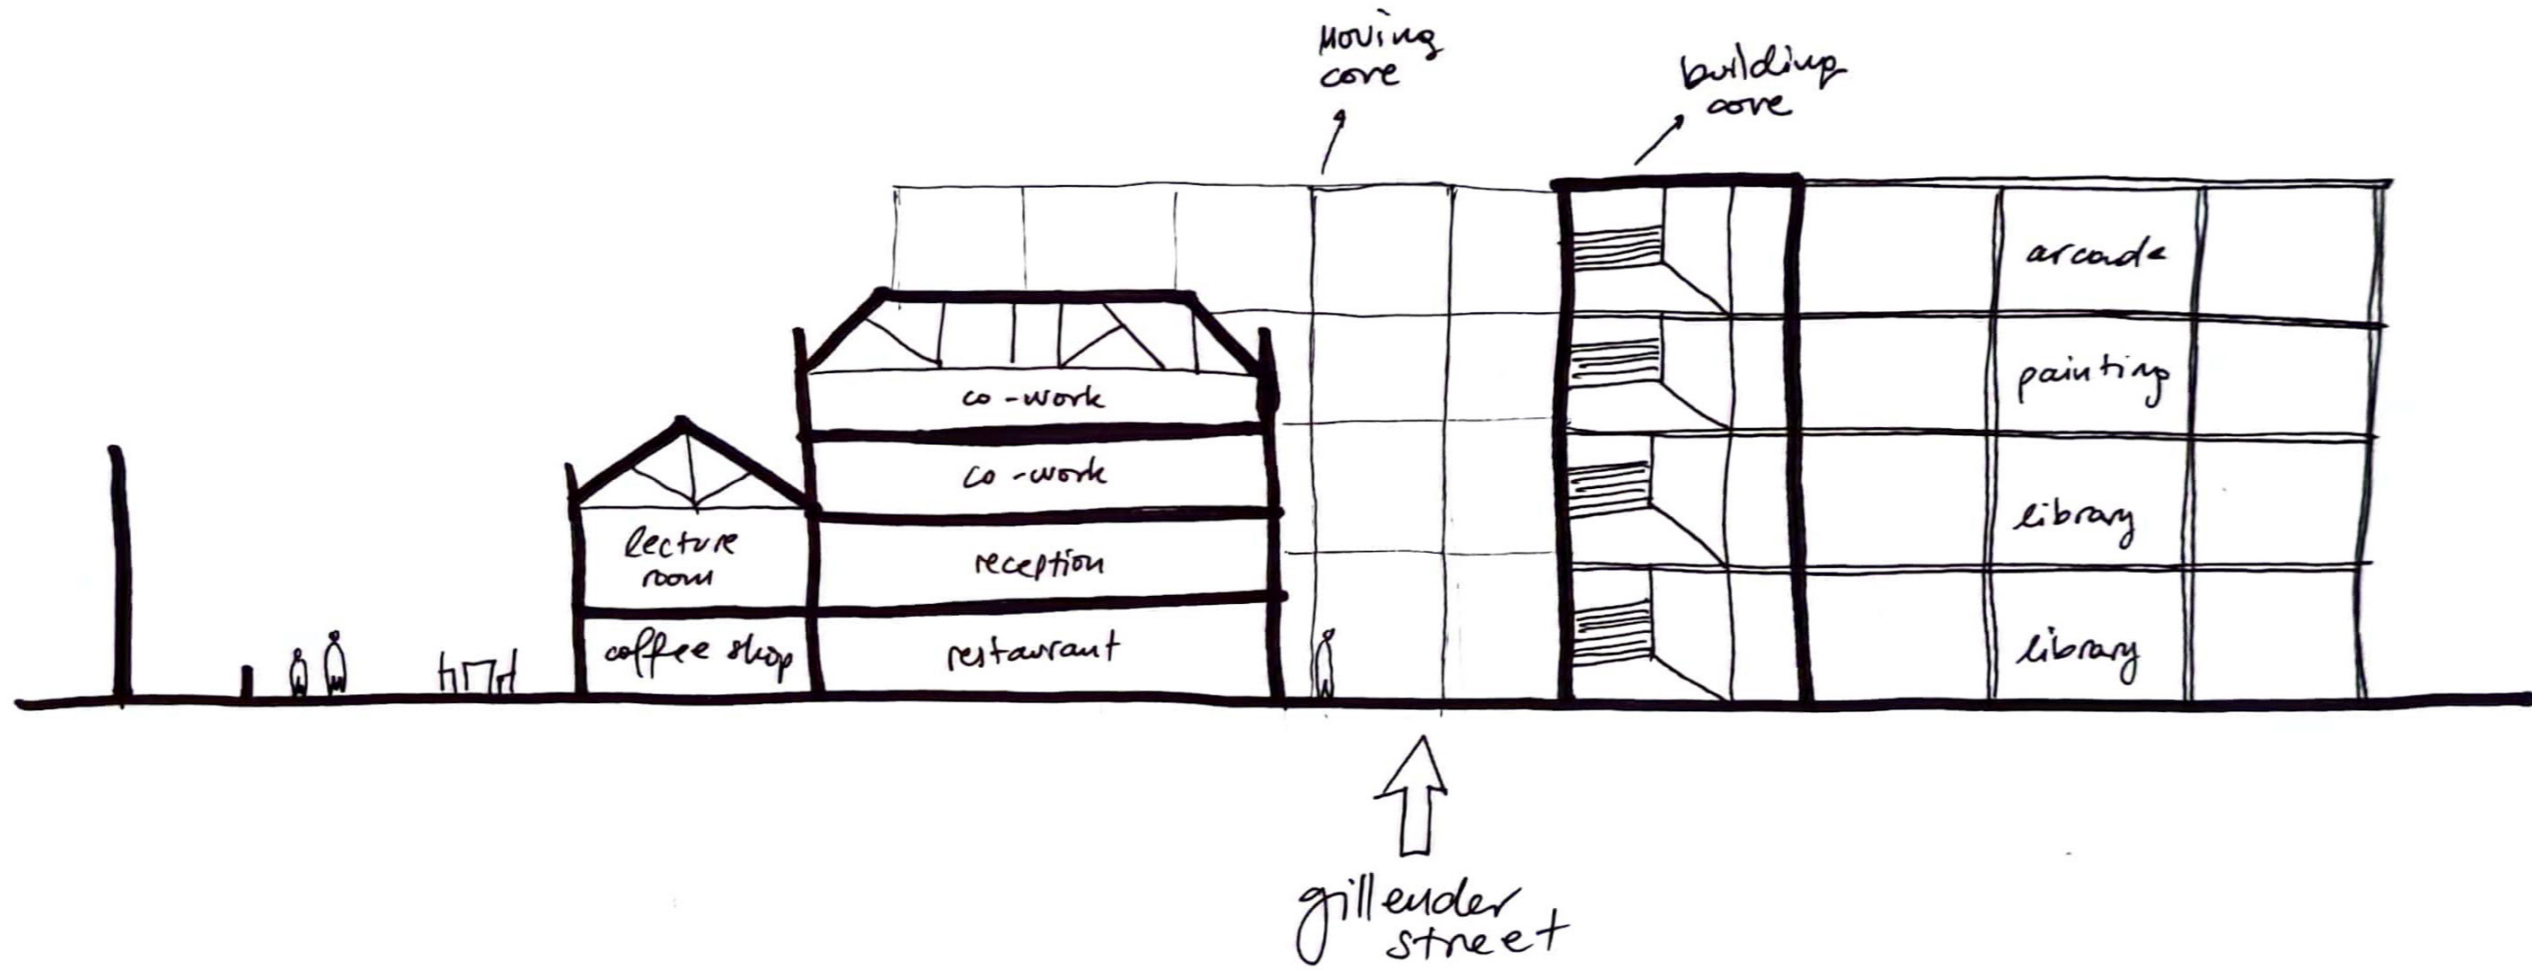 Moving
core
building
core
arcade
painting
library
library
co-work
co-work
lecture
room
reception
coffee shop
restaurant
gillender
street